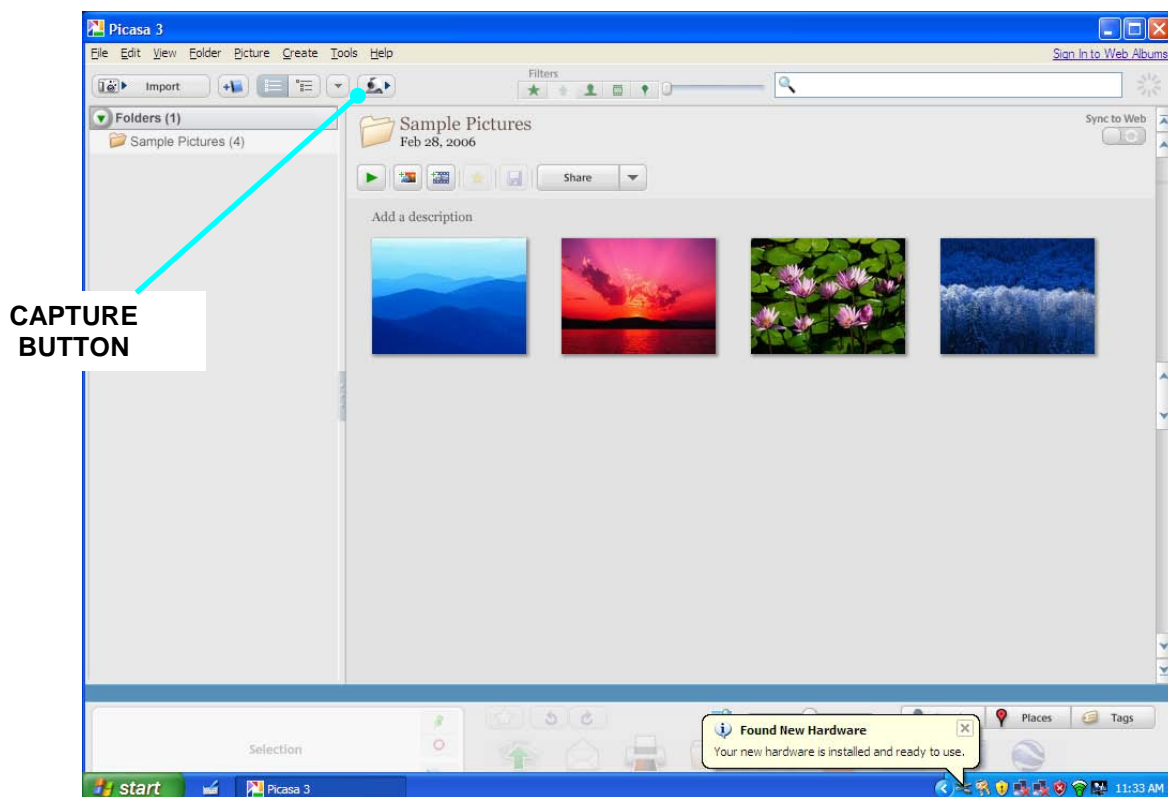 Picasa 3
File Edit View Folder Picture Create Tools Help
Sign In to Web Albums
Import
Filters
Folders (1)
Sample Pictures (4)
Sample Pictures
Feb 28, 2006
Sync to Web
Share
Add a description
CAPTURE
BUTTON
Places
Tags
Selection
Found New Hardware
Your new hardware is installed and ready to use.
start
Picasa 3
11:33 AM